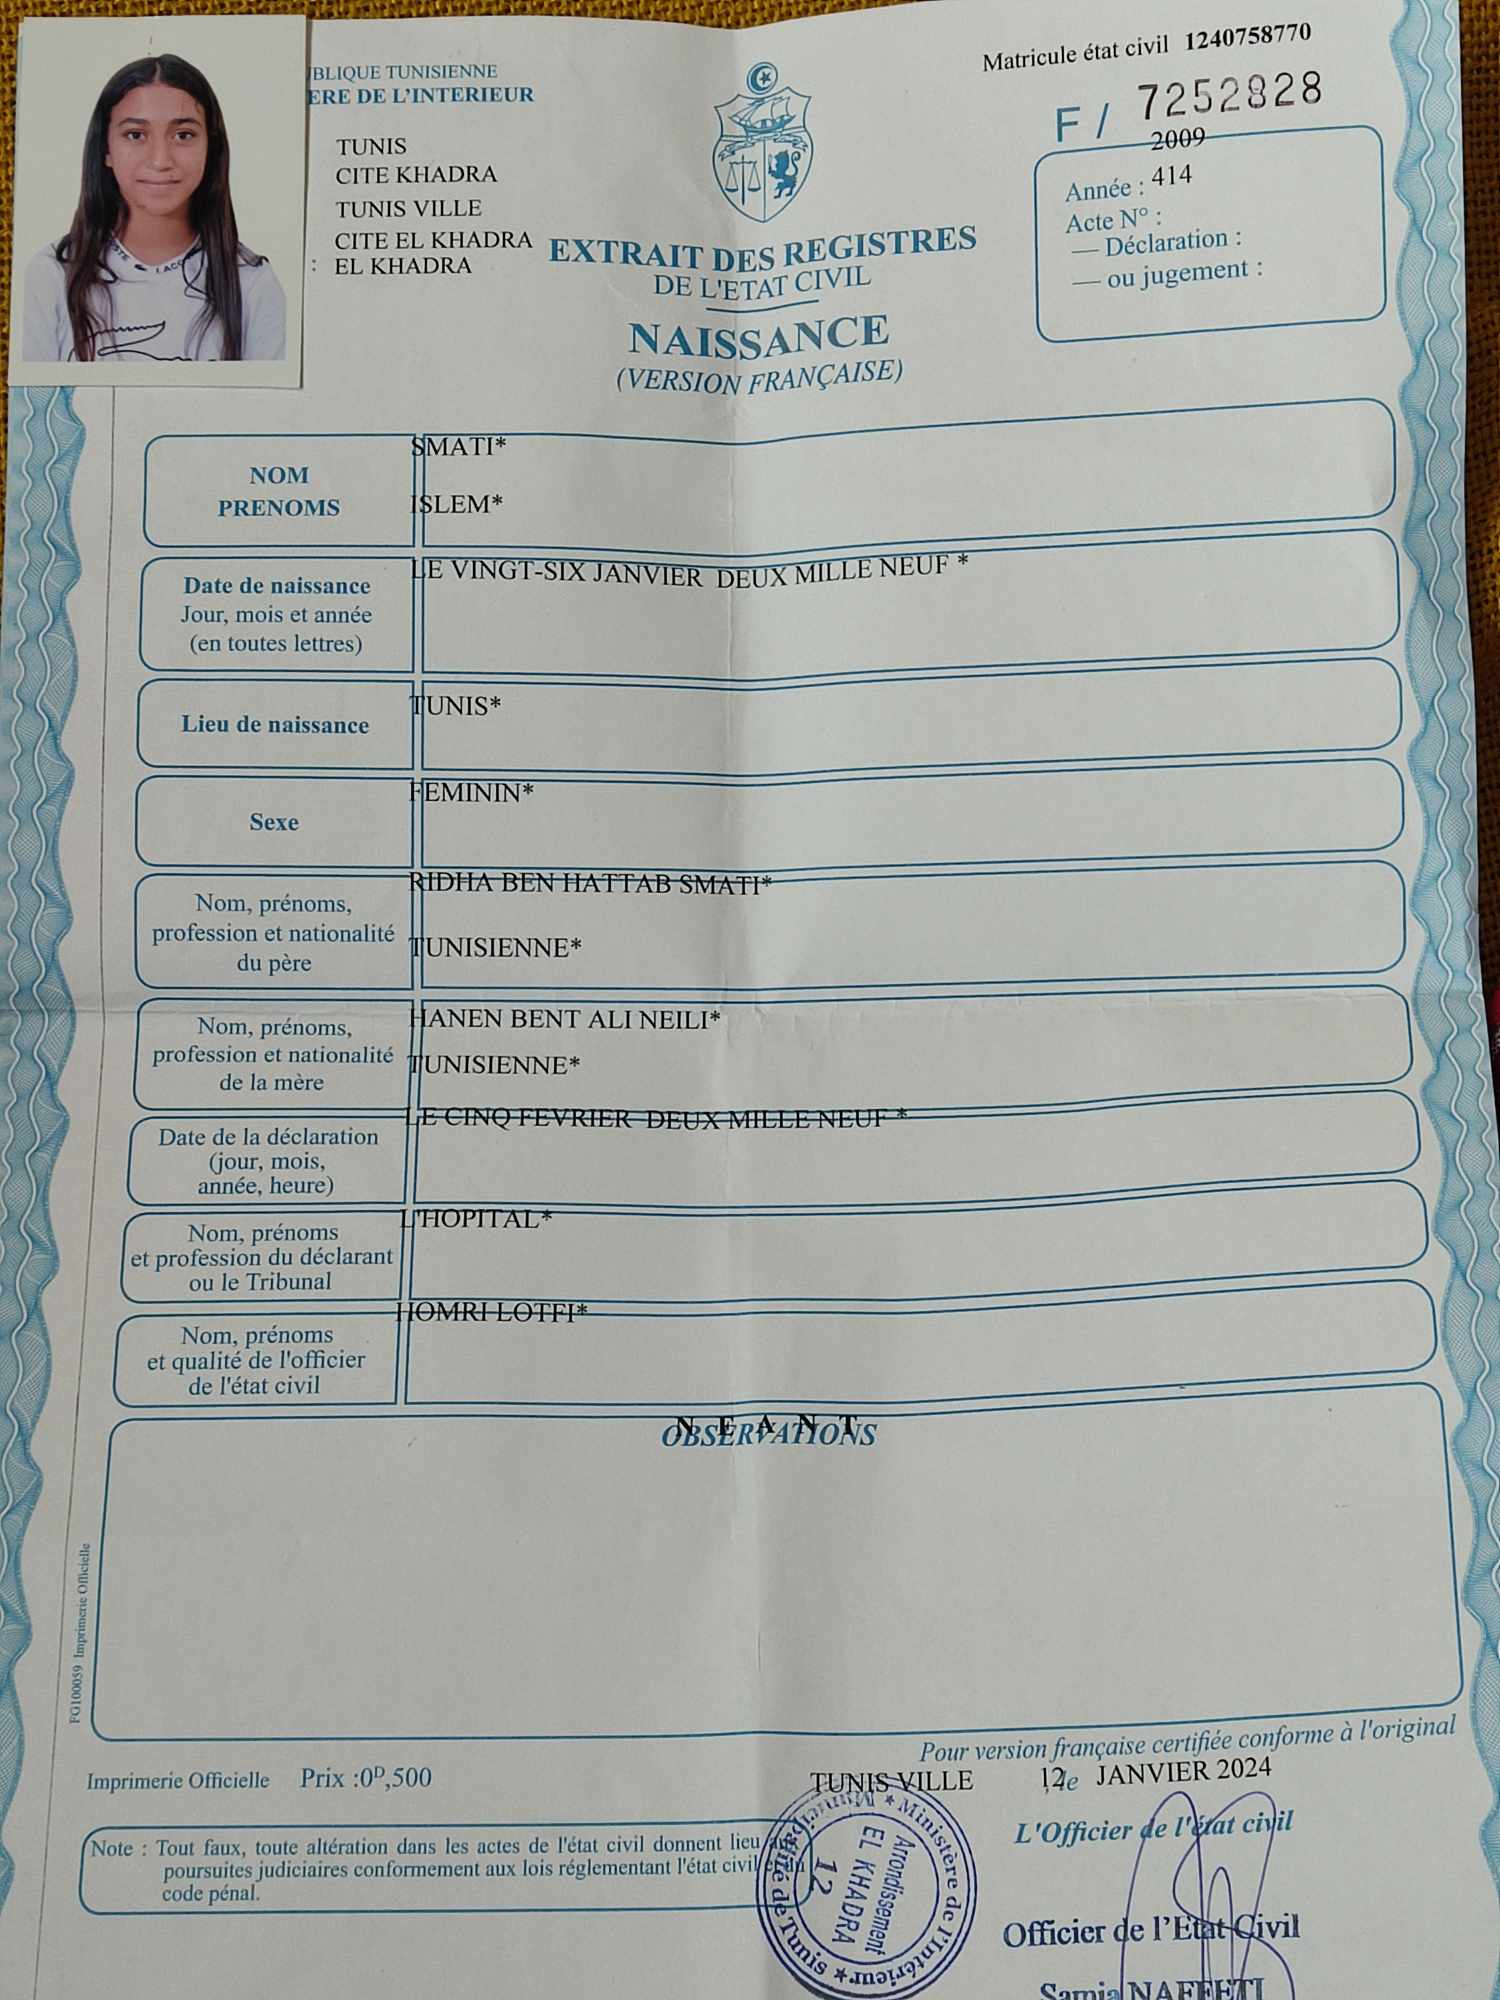 Matricule état civil 1240758770
BLIQUE TUNISIENNE
ERE DE L'INTERIEUR
F / 7252828
TUNIS
CITE KHADRA
TUNIS VILLE
CITE EL KHADRA
: EL KHADRA
2009
Année : 414
Acte N° :
— Déclaration :
— ou jugement :
EXTRAIT DES REGISTRES
DE L'ETAT CIVIL
NAISSANCE
(VERSION FRANÇAISE)
NOM
PRENOMS
SMATI*
ISLEM*
Date de naissance
Jour, mois et année
(en toutes lettres)
LE VINGT-SIX JANVIER DEUX MILLE NEUF *
Lieu de naissance
TUNIS*
Sexe
FEMININ*
Nom, prénoms,
profession et nationalité
du père
RIDHA BEN HATTAB SMATI*
TUNISIENNE*
Nom, prénoms,
profession et nationalité
de la mère
HANEN BENT ALI NEILI*
TUNISIENNE*
Date de la déclaration
(jour, mois,
année, heure)
LE CINQ FEVRIER DEUX MILLE NEUF *
Nom, prénoms
et profession du déclarant
ou le Tribunal
L'HOPITAL*
Nom, prénoms
et qualité de l'officier
de l'état civil
HOMRI LOTFI*
N E A N T
OBSERVATIONS
FG100059 Imprimerie Officielle
Pour version française certifiée conforme à l'original
Imprimerie Officielle Prix :0ᴰ,500
TUNIS VILLE 12 ,le JANVIER 2024
L'Officier de l'état civil
Note : Tout faux, toute altération dans les actes de l'état civil donnent lieu
poursuites judiciaires conformement aux lois réglementant l'état civil
code pénal.
Ministère de l'Intérieur * Municipalité de Tunis *
Arrondissement
EL KHADRA
12
Officier de l'Etat Civil
Samia NAFFETI